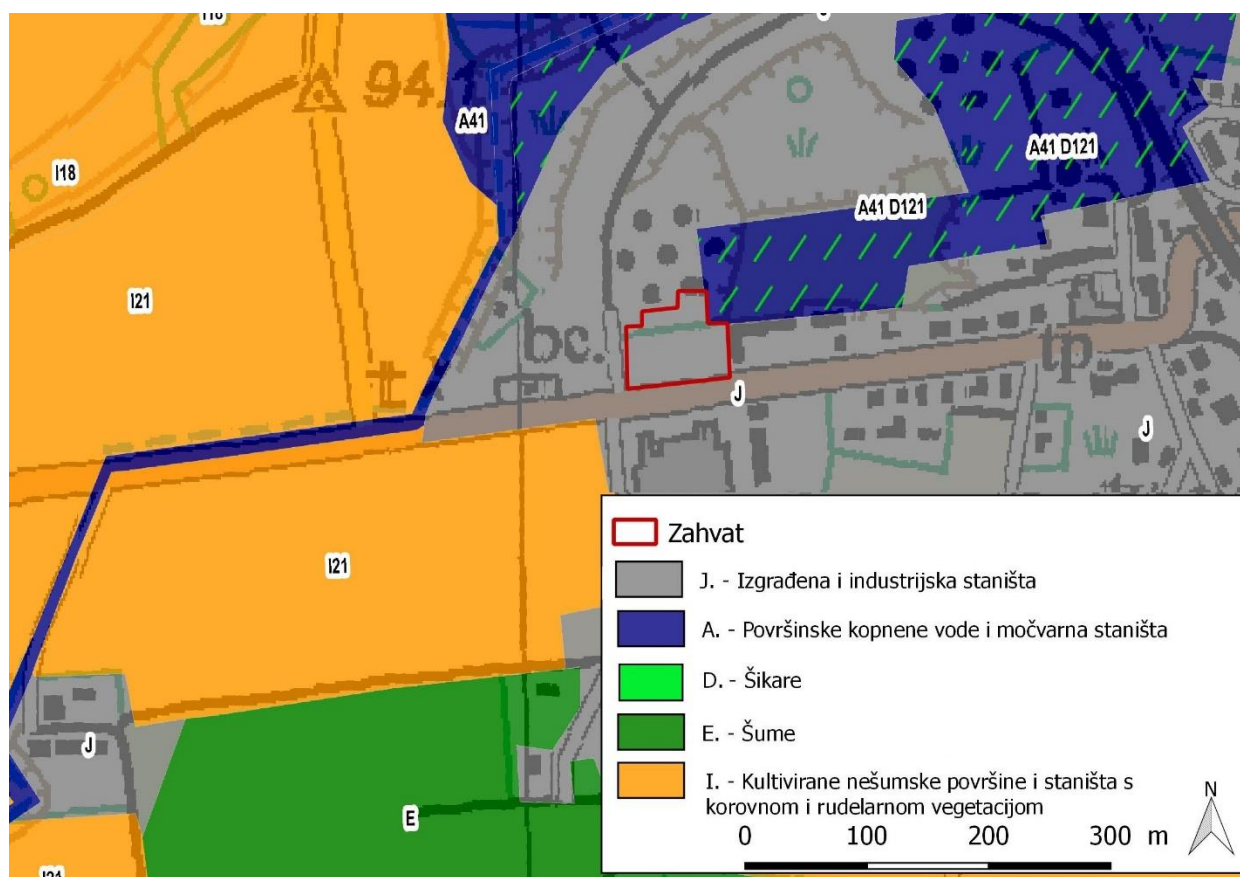 I18
94.
A41
A41 D121
I18
A41 D121
I21
bc.
tp
J
J
I21
Zahvat
J. - Izgrađena i industrijska staništa
A. - Površinske kopnene vode i močvarna staništa
D. - Šikare
E. - Šume
I. - Kultivirane nešumske površine i staništa s
korovnom i rudelarnom vegetacijom
J
E
N
0 100 200 300 m
I21